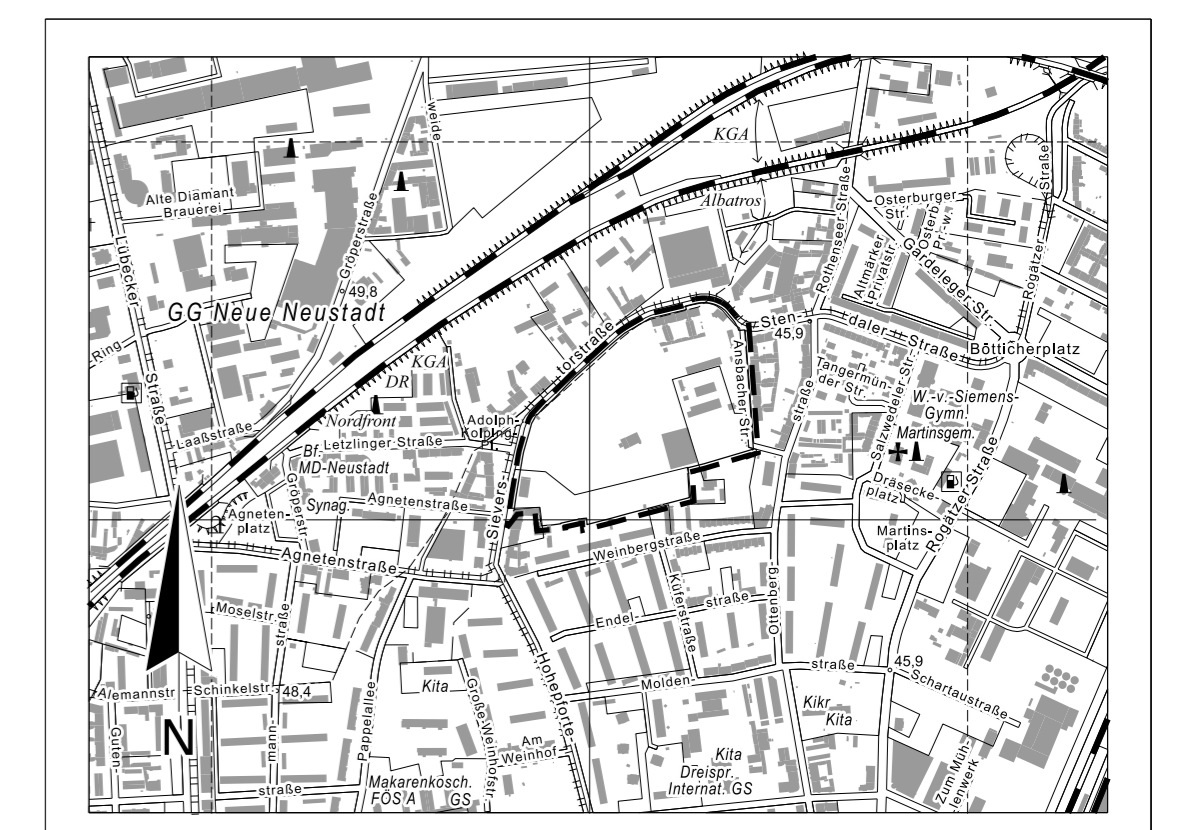 weide
KGA
Alte Diamant
Brauerei
Albatros
Osterburger
Str.
Osterb
Pr.-w.
Straße
Lübecker
Gröperstraße
Rothenseer Straße
Altmärker
Privatstr.
Gardeleger Str.
Rogätzer
49,8
GG Neue Neustadt
Sten-
daler
Straße
45,9
Bötticherplatz
Ring
torstraße
Ansbacher Str.
KGA
DR
Nordfront
Straße
Tangermün-
der Str.
straße
Salzwedeler Str.
W.-v.-Siemens-
Gymn.
Martinsgem.
Adolph-
Kolping-
Pl.
Laaßstraße
Letzlinger Straße
Bf.
MD-Neustadt
Gröperstr.
Synag.
Agnetenstraße
Sievers-
Agneten-
platz
Dräsecke-
platz
Rogätzer Straße
Martins-
platz
Agnetenstraße
Weinbergstraße
Küferstraße
Endel-
straße
Ottenberg-
Moselstr.
straße
Hohepforte-
straße
45,9
Schartaustraße
Alemannstr
Schinkelstr.
48,4
Kita
Molden-
Kikr
Kita
Guten-
mann-
Pappelallee
Große Weinhofstr.
Am
Weinhof
Kita
Dreispr.
Internat. GS
Zum Müh-
lenwerk
N
straße
Makarenkosch.
FÖS A
GS